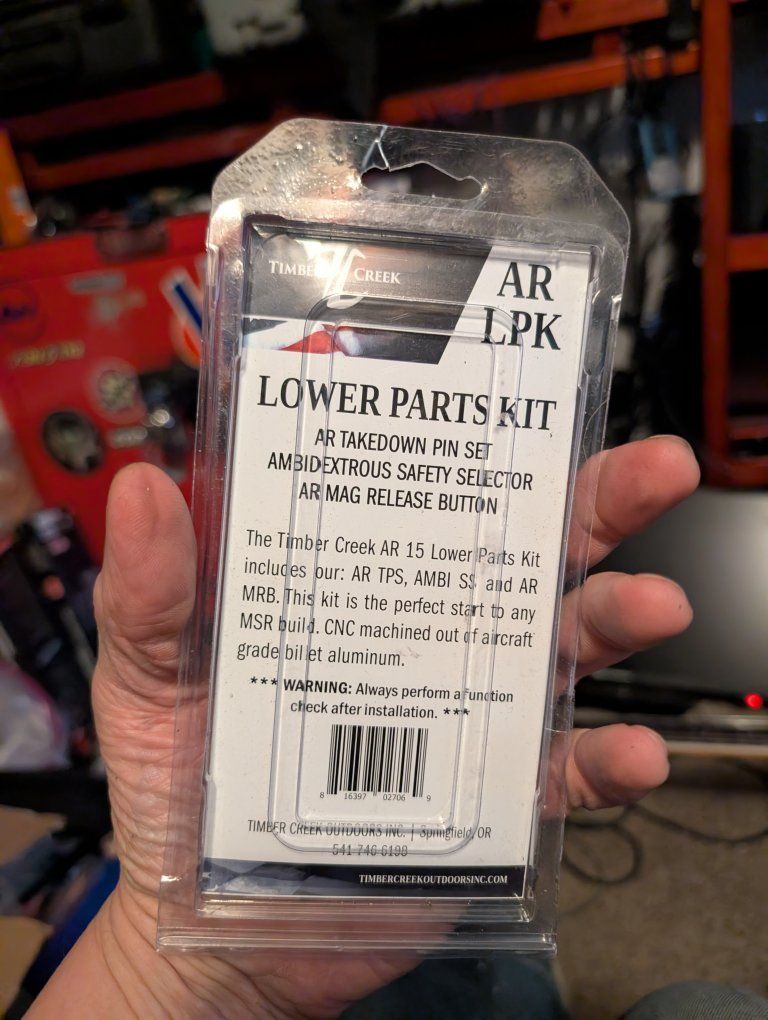 TIMBER CREEK
AR
LPK
LOWER PARTS KIT
AR TAKEDOWN PIN SET
AMBIDEXTROUS SAFETY SELECTOR
AR MAG RELEASE BUTTON
The Timber Creek AR 15 Lower Parts Kit
includes our: AR TPS, AMBI SS and AR
MRB. This kit is the perfect start to any
MSR build. CNC machined out of aircraft
grade billet aluminum.
*** WARNING: Always perform a function
check after installation. ***
8 16397 02706 9
TIMBER CREEK OUTDOORS INC. | Springfield, OR
541-746-6198
TIMBERCREEKOUTDOORSINC.COM